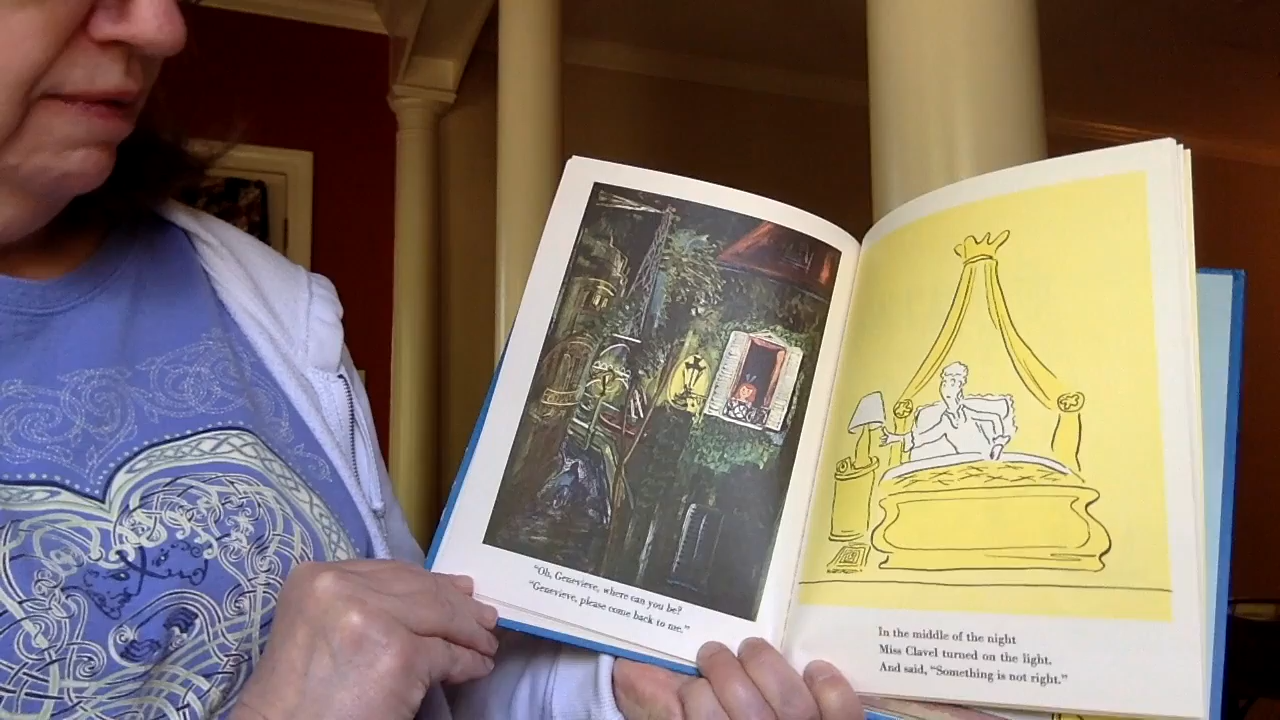 "Oh, Genevieve, where can you be?
"Genevieve, please come back to me."
In the middle of the night
Miss Clavel turned on the light.
And said, "Something is not right."